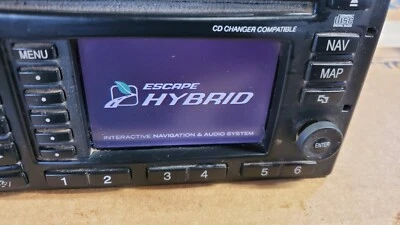 CD CHANGER COMPATIBLE
MENU
NAV
MAP
ESCAPE
HYBRID
INTERACTIVE NAVIGATION & AUDIO SYSTEM
ENTER
1 2 3 4 5 6